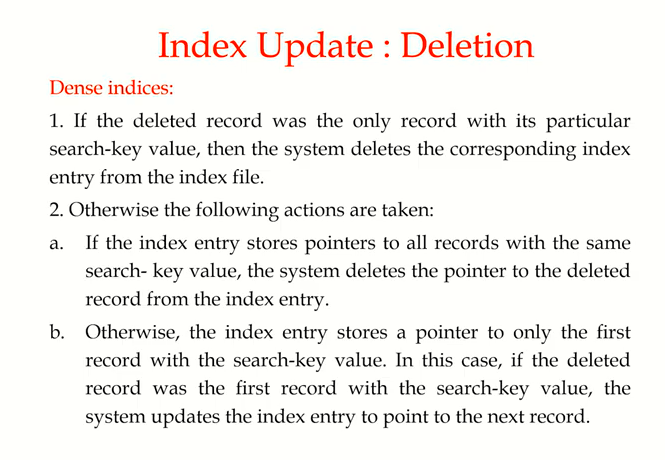 Index Update : Deletion
Dense indices:
1. If the deleted record was the only record with its particular
search-key value, then the system deletes the corresponding index
entry from the index file.
2. Otherwise the following actions are taken:
a. If the index entry stores pointers to all records with the same
search- key value, the system deletes the pointer to the deleted
record from the index entry.
b. Otherwise, the index entry stores a pointer to only the first
record with the search-key value. In this case, if the deleted
record was the first record with the search-key value, the
system updates the index entry to point to the next record.